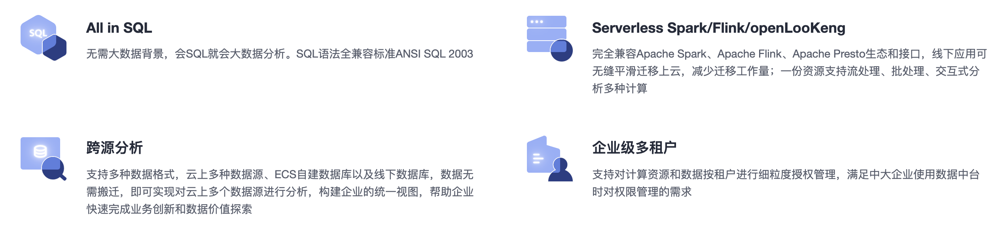 SQL
All in SQL
无需大数据背景，会SQL就会大数据分析。SQL语法全兼容标准ANSI SQL 2003
Serverless Spark/Flink/openLooKeng
完全兼容Apache Spark、Apache Flink、Apache Presto生态和接口，线下应用可
无缝平滑迁移上云，减少迁移工作量；一份资源支持流处理、批处理、交互式分
析多种计算
跨源分析
支持多种数据格式，云上多种数据源、ECS自建数据库以及线下数据库，数据无
需搬迁，即可实现对云上多个数据源进行分析，构建企业的统一视图，帮助企业
快速完成业务创新和数据价值探索
企业级多租户
支持对计算资源和数据按租户进行细粒度授权管理，满足中大企业使用数据中台
时对权限管理的需求